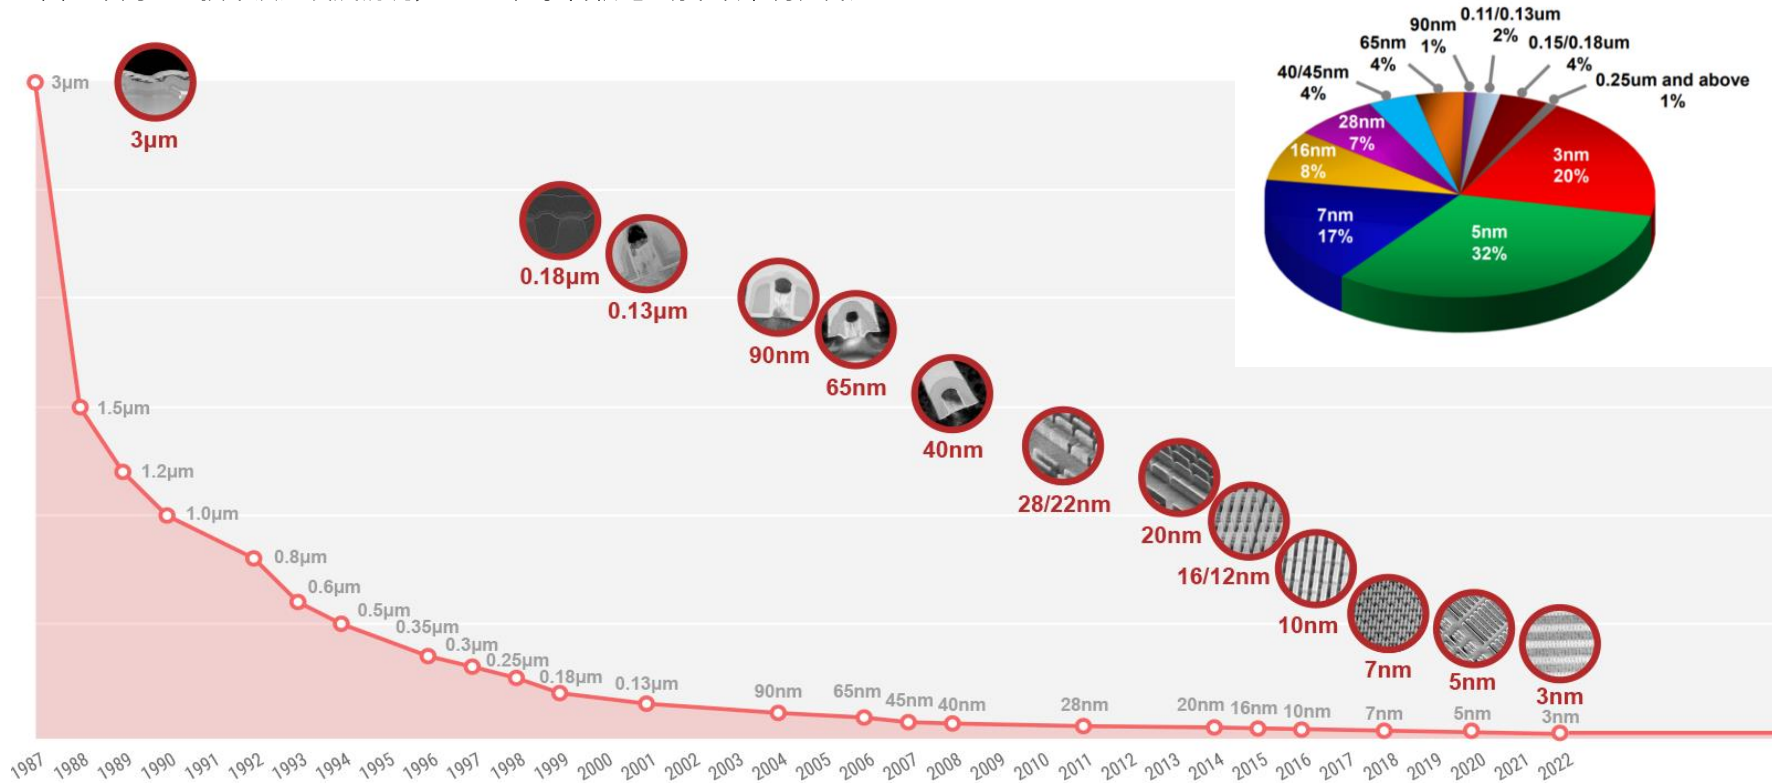 90nm
1%
0.11/0.13um
2%
65nm
4%
0.15/0.18um
4%
40/45nm
4%
0.25um and above
1%
28nm
7%
16nm
8%
3nm
20%
7nm
17%
5nm
32%
3µm
3µm
0.18µm
0.13µm
90nm
65nm
40nm
28/22nm
20nm
16/12nm
10nm
7nm
5nm
3nm
1.5µm
1.2µm
1.0µm
0.8µm
0.6µm
0.5µm
0.35µm
0.3µm
0.25µm
0.18µm
0.13µm
90nm
65nm
45nm
40nm
28nm
20nm
16nm
10nm
7nm
5nm
3nm
1987
1988
1989
1990
1991
1992
1993
1994
1995
1996
1997
1998
1999
2000
2001
2002
2003
2004
2005
2006
2007
2008
2009
2010
2011
2012
2013
2014
2015
2016
2017
2018
2019
2020
2021
2022